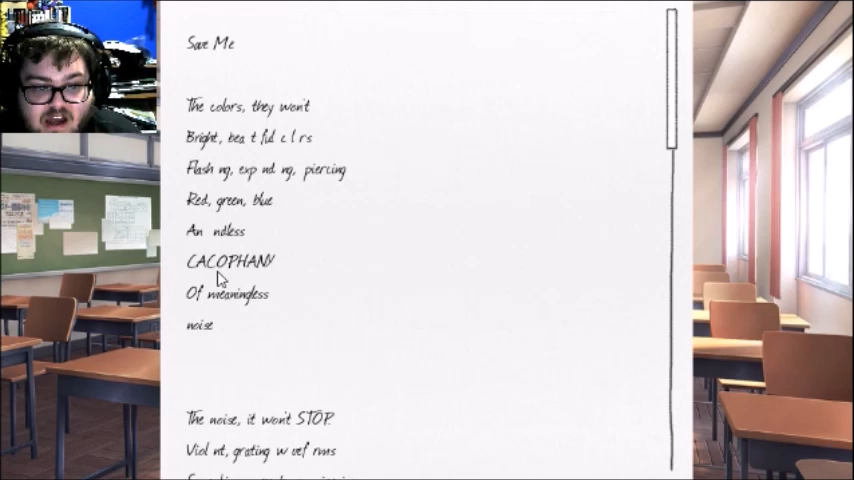 Save Me
The colors, they won't
Bright, bea t ful c l rs
Flash ng, exp nd ng, piercing
Red, green, blue
An ndless
CACOPHANY
Of meaningless
noise
The noise, it won't STOP.
Viol nt, grating w vef rms